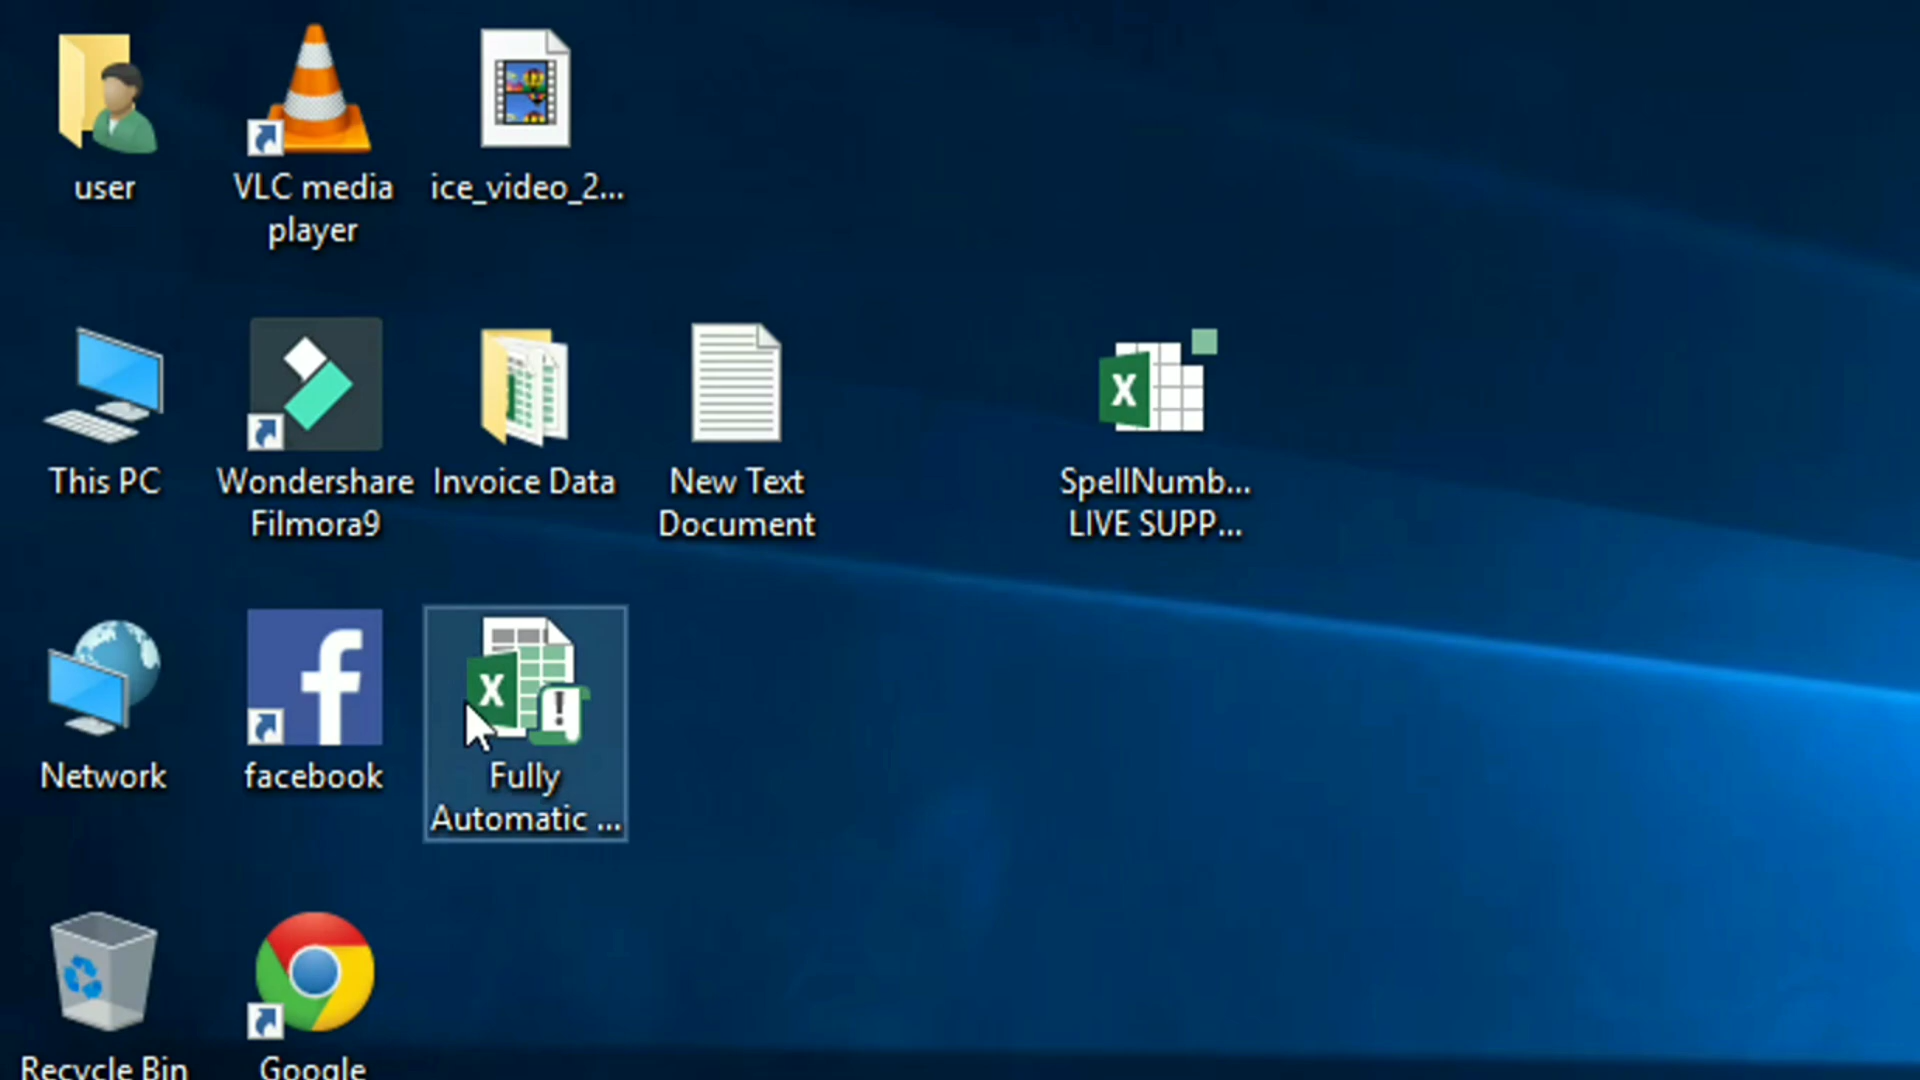 user
VLC media
player
ice_video_2...
This PC
Wondershare
Filmora9
Invoice Data
New Text
Document
X
SpellNumb...
LIVE SUPP...
Network
f
facebook
X
Fully
Automatic ...
Recycle Bin
Google